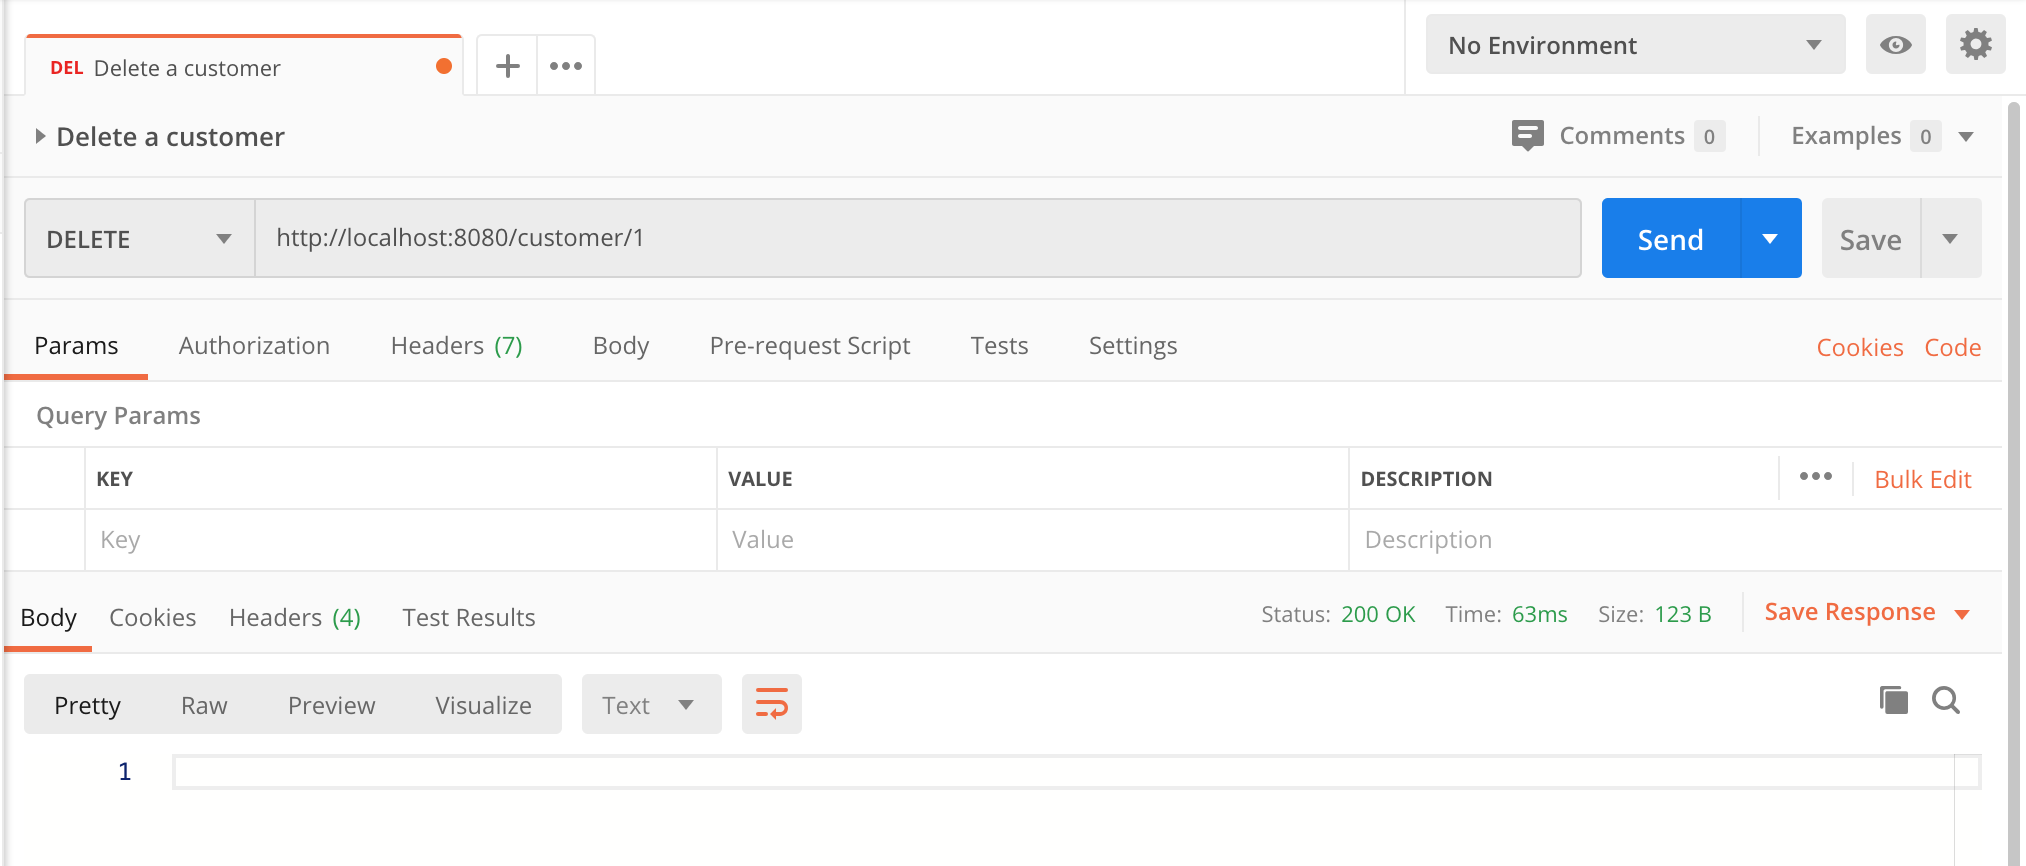 DEL Delete a customer
No Environment
Delete a customer
Comments 0
Examples 0
DELETE
http://localhost:8080/customer/1
Send
Save
Params Authorization Headers (7) Body Pre-request Script Tests Settings
Cookies Code
Query Params
KEY VALUE DESCRIPTION
Bulk Edit
Key Value Description
Body Cookies Headers (4) Test Results
Status: 200 OK Time: 63ms Size: 123 B
Save Response
Pretty Raw Preview Visualize
Text
1